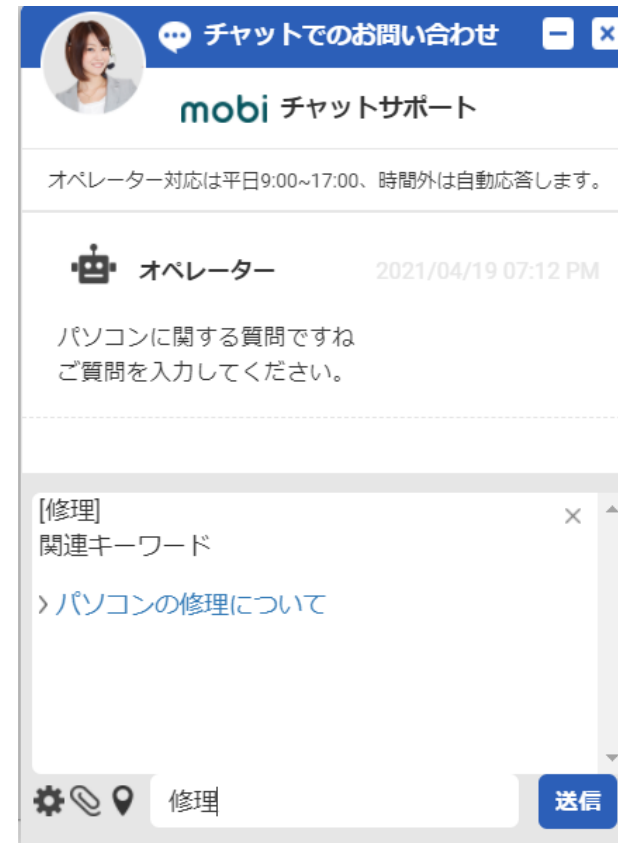 チャットでのお問い合わせ
mobi チャットサポート
オペレーター対応は平日9:00~17:00、時間外は自動応答します。
オペレーター 2021/04/19 07:12 PM
パソコンに関する質問ですね
ご質問を入力してください。
[修理]
関連キーワード
パソコンの修理について
修理 送信